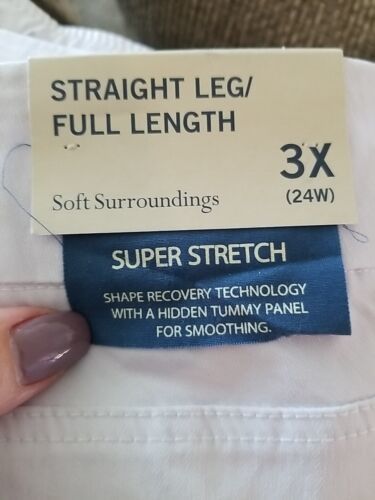 STRAIGHT LEG/
FULL LENGTH
3X
(24W)
Soft Surroundings
SUPER STRETCH
SHAPE RECOVERY TECHNOLOGY
WITH A HIDDEN TUMMY PANEL
FOR SMOOTHING.